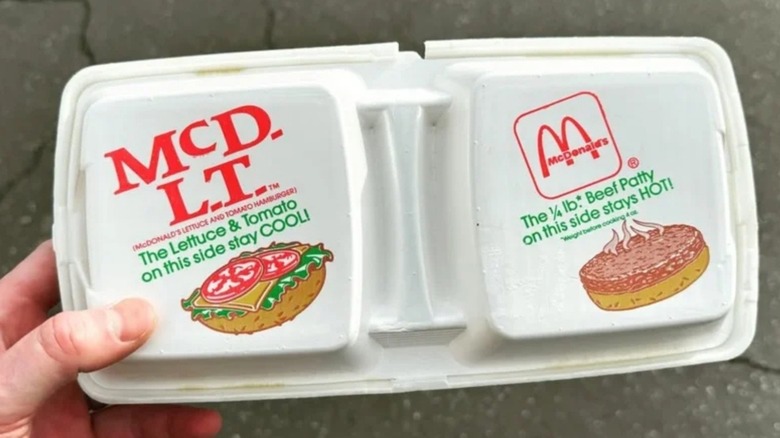 McD.
L.T.™
(McDONALD'S LETTUCE AND TOMATO HAMBURGER)
The Lettuce & Tomato
on this side stay COOL!
McDonald's
®
The ¼ lb.* Beef Patty
on this side stays HOT!
*Weight before cooking 4 oz.